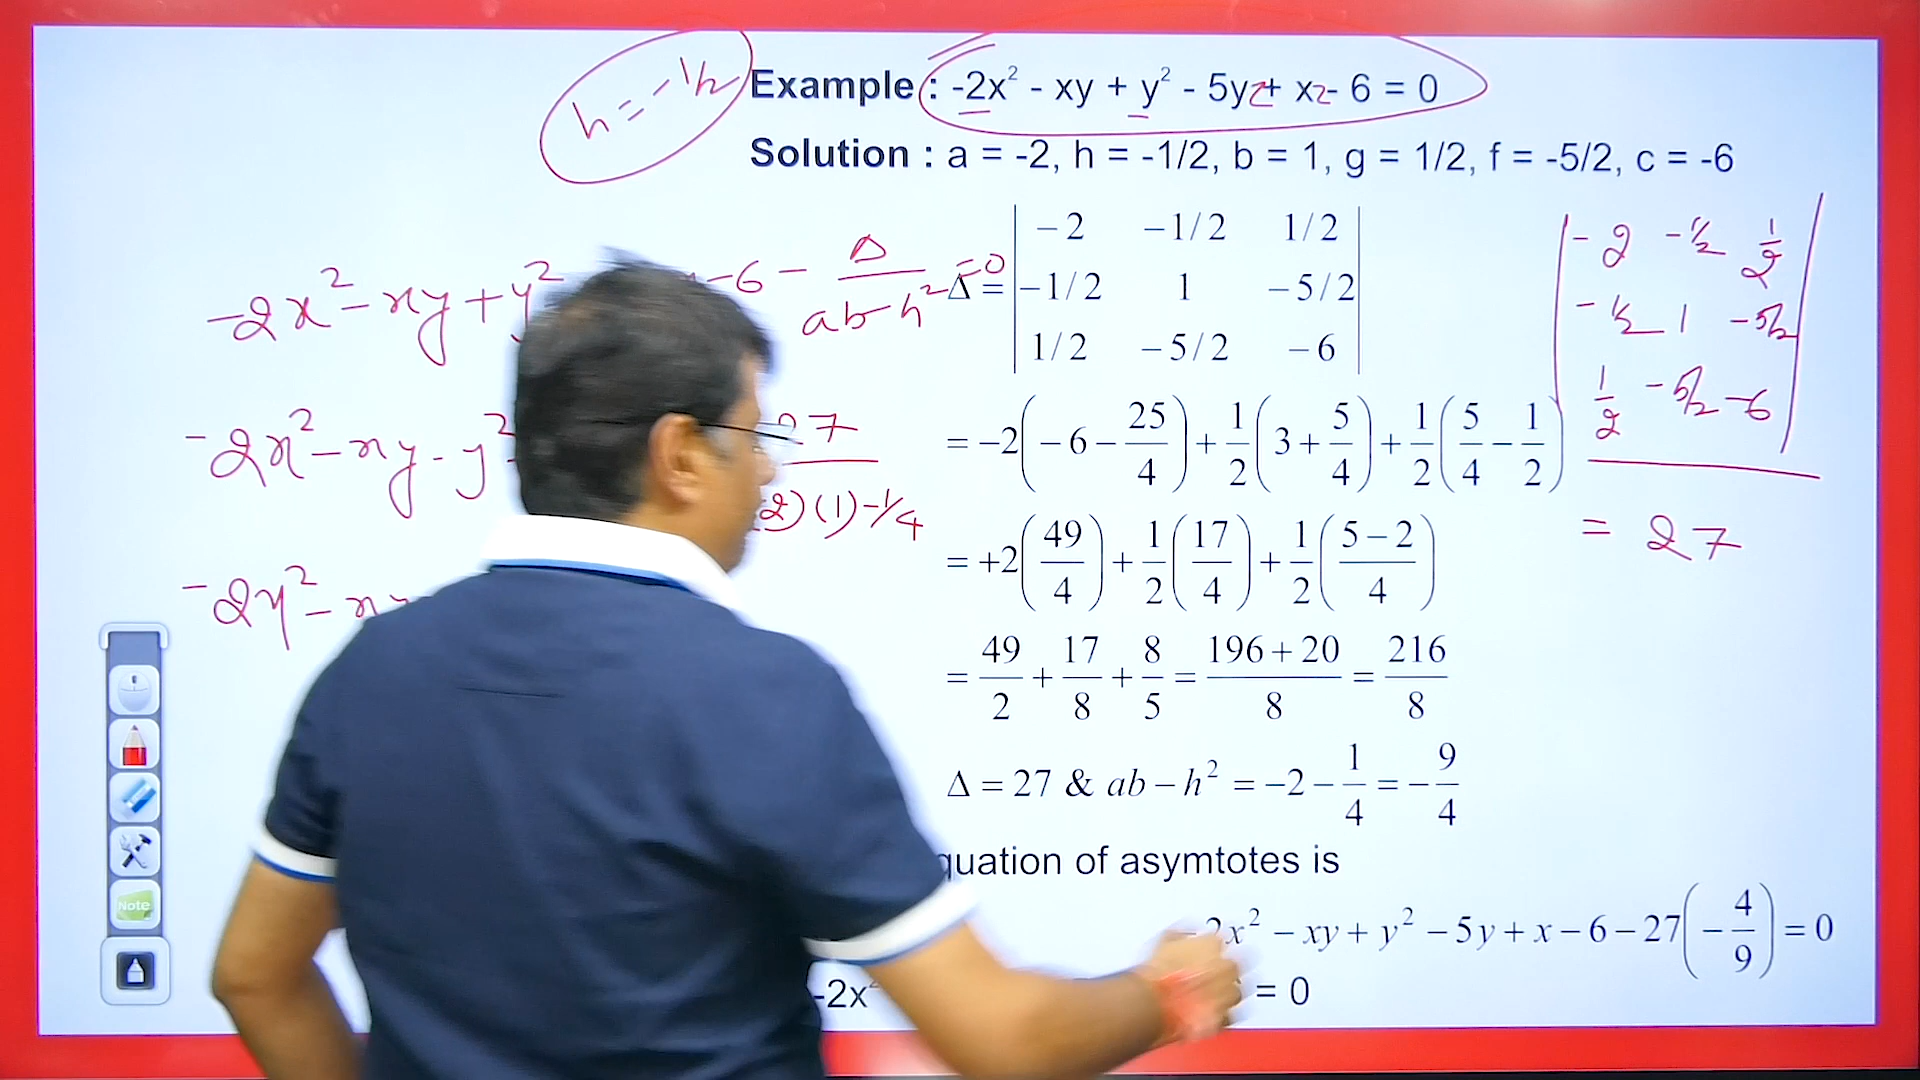 h = -1/2
Example : -2x² - xy + y² - 5y + x - 6 = 0
2 2
Solution : a = -2, h = -1/2, b = 1, g = 1/2, f = -5/2, c = -6
-2x² - xy + y² - 6 - Δ/(ab - h²) = 0
Δ = | -2 -1/2 1/2 |
| -1/2 1 -5/2 |
| 1/2 -5/2 -6 |
| -2 -1/2 1/2 |
| -1/2 1 -5/2 |
| 1/2 -5/2 -6 |
= 27
-2x² - xy - y² 27
2)(1) - 1/4
-2y² -
= -2(-6 - 25/4) + 1/2(3 + 5/4) + 1/2(5/4 - 1/2)
= +2(49/4) + 1/2(17/4) + 1/2((5-2)/4)
= 49/2 + 17/8 + 8/5 = (196+20)/8 = 216/8
Δ = 27 & ab - h² = -2 - 1/4 = -9/4
quation of asymtotes is
2x² - xy + y² - 5y + x - 6 - 27(-4/9) = 0
-2x² = 0
Note